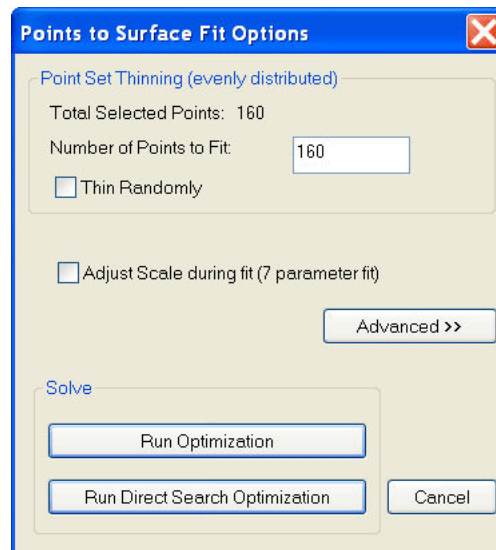 Points to Surface Fit Options
Point Set Thinning (evenly distributed)
Total Selected Points: 160
Number of Points to Fit: 160
Thin Randomly
Adjust Scale during fit (7 parameter fit)
Advanced >>
Solve
Run Optimization
Run Direct Search Optimization
Cancel